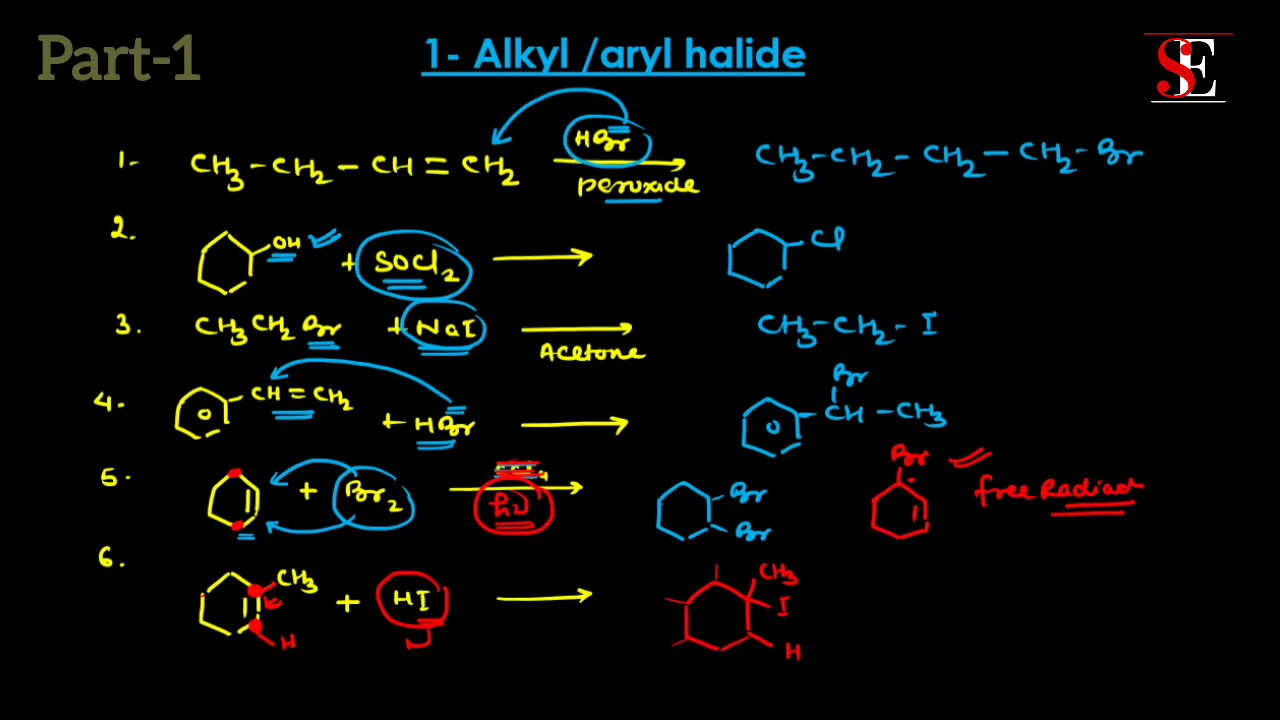 Part-1
1- Alkyl /aryl halide
SE
1- CH3-CH2-CH=CH2 HBr peroxide CH3-CH2-CH2-CH2-Br
2. OH + SOCl2 Cl
3. CH3CH2Br + NaI Acetone CH3-CH2-I
Br
4. CH=CH2 + HBr CH-CH3
5. + Br2 hν Br Br Br free Radical
6. CH3 H + HI CH3 I H